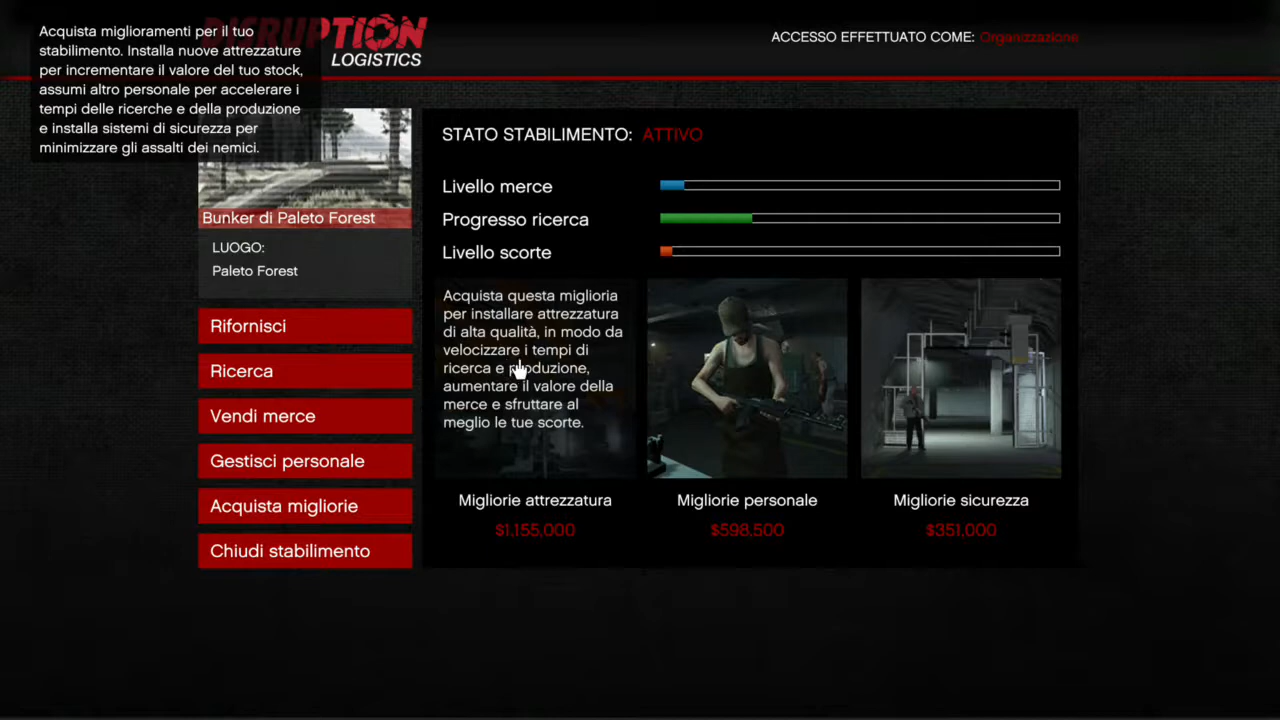 Acquista miglioramenti per il tuo
stabilimento. Installa nuove attrezzature
per incrementare il valore del tuo stock,
assumi altro personale per accelerare i
tempi delle ricerche e della produzione
e installa sistemi di sicurezza per
minimizzare gli assalti dei nemici.
DISRUPTION
LOGISTICS
ACCESSO EFFETTUATO COME: Organizzazione
Bunker di Paleto Forest
LUOGO:
Paleto Forest
Rifornisci
Ricerca
Vendi merce
Gestisci personale
Acquista migliorie
Chiudi stabilimento
STATO STABILIMENTO: ATTIVO
Livello merce
Progresso ricerca
Livello scorte
Acquista questa miglioria
per installare attrezzatura
di alta qualità, in modo da
velocizzare i tempi di
ricerca e produzione,
aumentare il valore della
merce e sfruttare al
meglio le tue scorte.
Migliorie attrezzatura
$1,155,000
Migliorie personale
$598,500
Migliorie sicurezza
$351,000